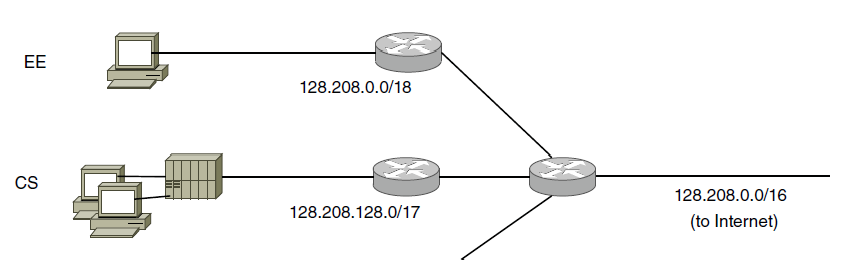 EE
128.208.0.0/18
CS
128.208.128.0/17
128.208.0.0/16
(to Internet)